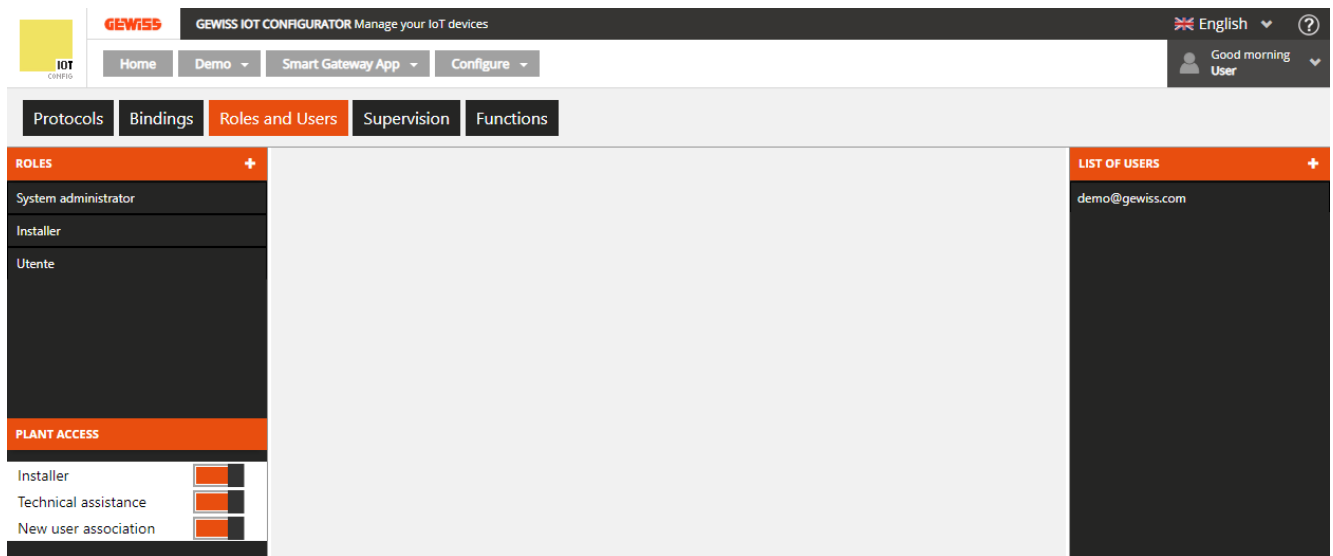 GEWISS
GEWISS IOT CONFIGURATOR Manage your IoT devices
English
?
IOT
CONFIG
Home
Demo
Smart Gateway App
Configure
Good morning
User
Protocols
Bindings
Roles and Users
Supervision
Functions
ROLES
System administrator
Installer
Utente
PLANT ACCESS
Installer
Technical assistance
New user association
LIST OF USERS
demo@gewiss.com